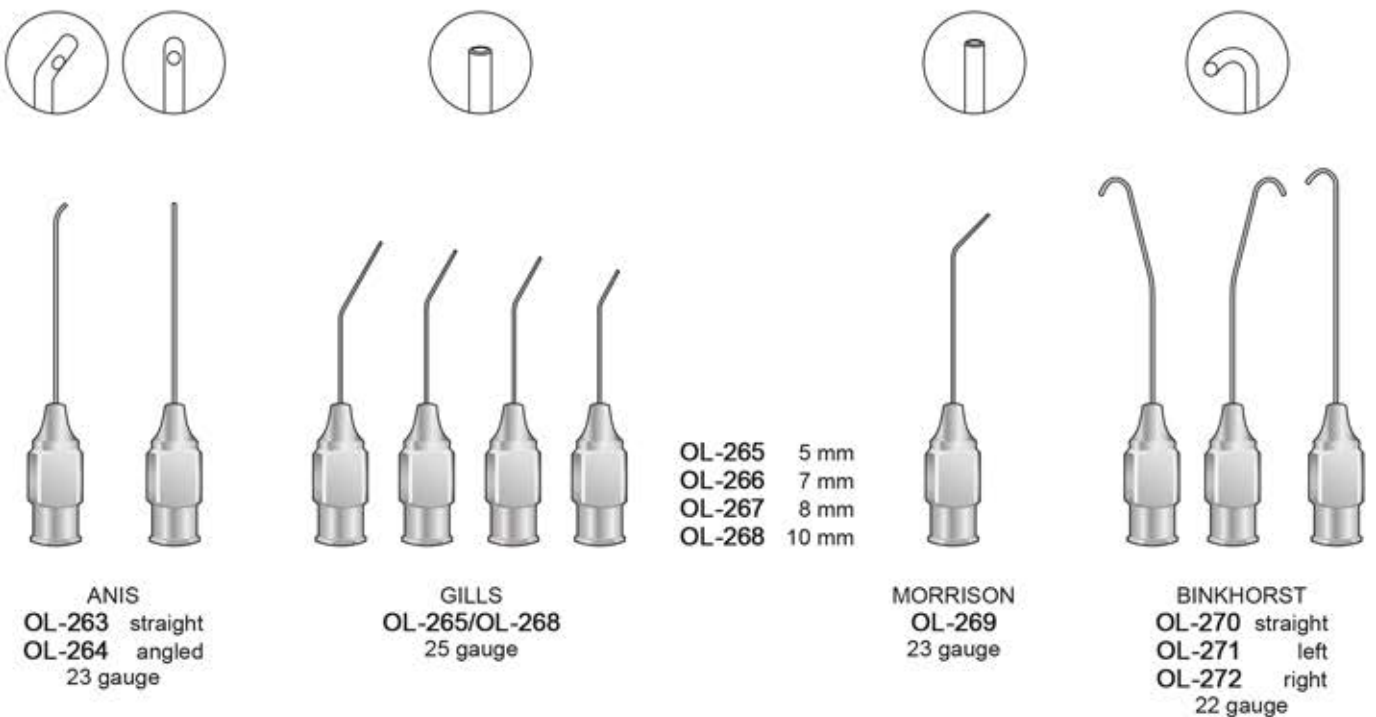 OL-265 5 mm
OL-266 7 mm
OL-267 8 mm
OL-268 10 mm
ANIS
OL-263 straight
OL-264 angled
23 gauge
GILLS
OL-265/OL-268
25 gauge
MORRISON
OL-269
23 gauge
BINKHORST
OL-270 straight
OL-271 left
OL-272 right
22 gauge